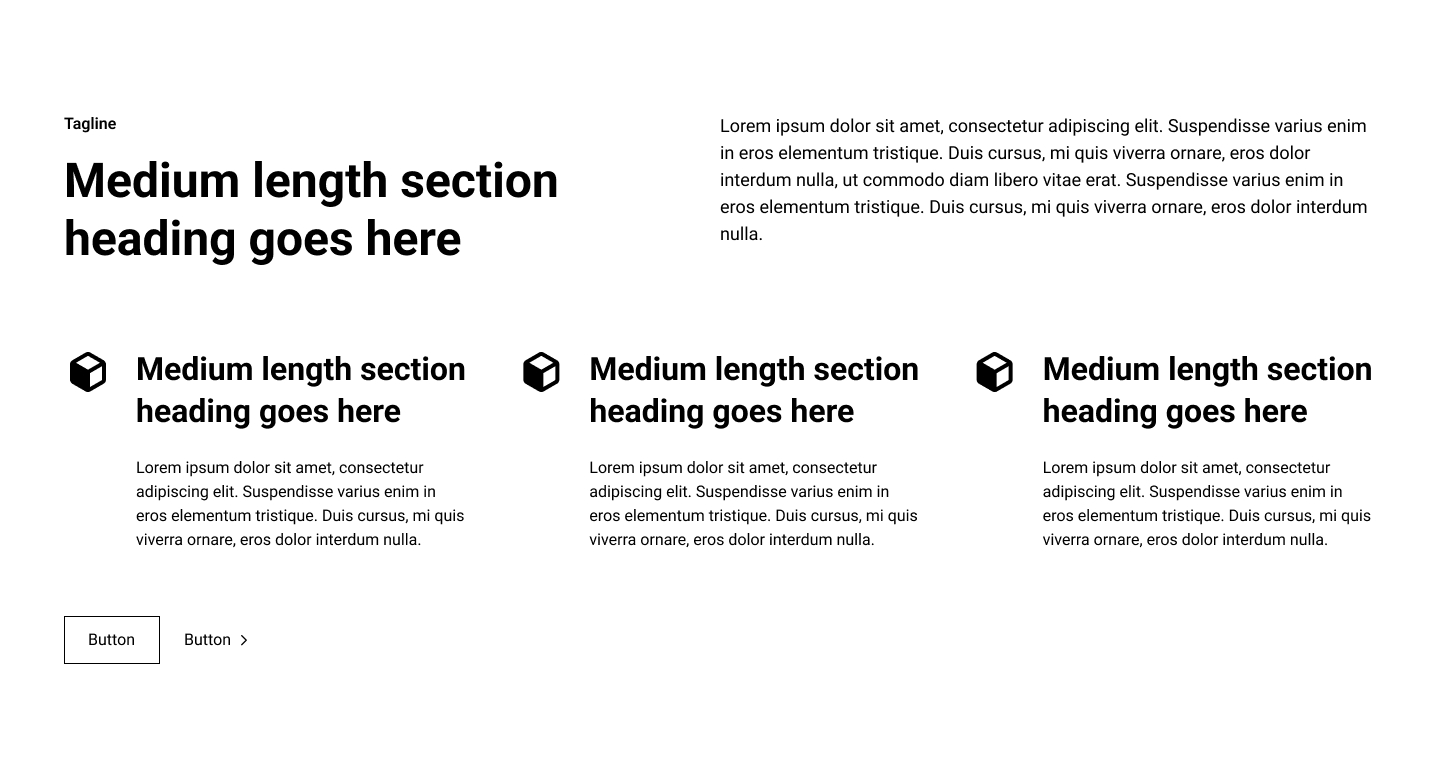 Tagline
Medium length section
heading goes here
Lorem ipsum dolor sit amet, consectetur adipiscing elit. Suspendisse varius enim
in eros elementum tristique. Duis cursus, mi quis viverra ornare, eros dolor
interdum nulla, ut commodo diam libero vitae erat. Suspendisse varius enim in
eros elementum tristique. Duis cursus, mi quis viverra ornare, eros dolor interdum
nulla.
Medium length section
heading goes here
Lorem ipsum dolor sit amet, consectetur
adipiscing elit. Suspendisse varius enim in
eros elementum tristique. Duis cursus, mi quis
viverra ornare, eros dolor interdum nulla.
Medium length section
heading goes here
Lorem ipsum dolor sit amet, consectetur
adipiscing elit. Suspendisse varius enim in
eros elementum tristique. Duis cursus, mi quis
viverra ornare, eros dolor interdum nulla.
Medium length section
heading goes here
Lorem ipsum dolor sit amet, consectetur
adipiscing elit. Suspendisse varius enim in
eros elementum tristique. Duis cursus, mi quis
viverra ornare, eros dolor interdum nulla.
Button
Button